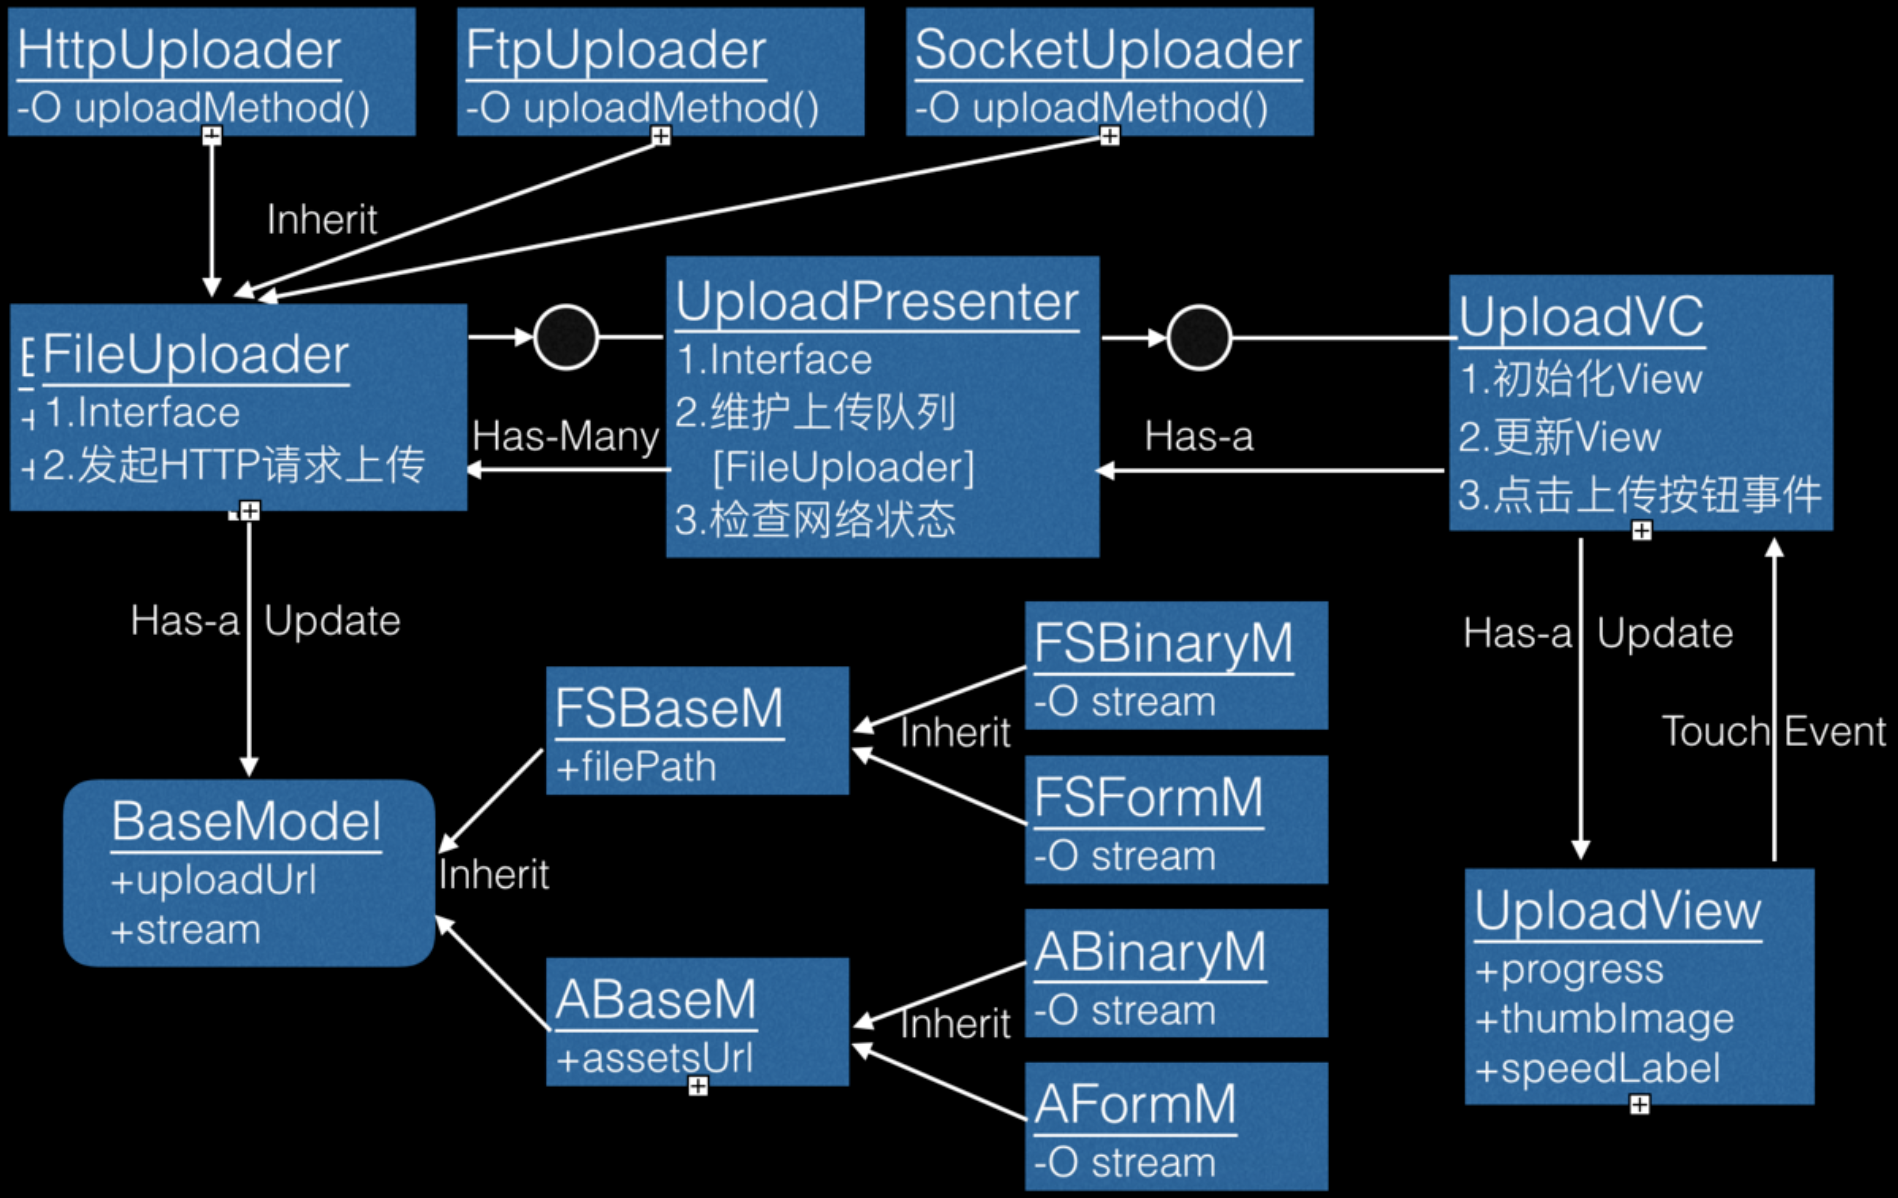 HttpUploader
-O uploadMethod()
FtpUploader
-O uploadMethod()
SocketUploader
-O uploadMethod()
Inherit
FileUploader
1.Interface
2.发起HTTP请求上传
Has-Many
UploadPresenter
1.Interface
2.维护上传队列
[FileUploader]
3.检查网络状态
Has-a
UploadVC
1.初始化View
2.更新View
3.点击上传按钮事件
Has-a
Update
Has-a
Update
Touch Event
BaseModel
+uploadUrl
+stream
Inherit
FSBaseM
+filePath
ABaseM
+assetsUrl
Inherit
Inherit
FSBinaryM
-O stream
FSFormM
-O stream
ABinaryM
-O stream
AFormM
-O stream
UploadView
+progress
+thumbImage
+speedLabel